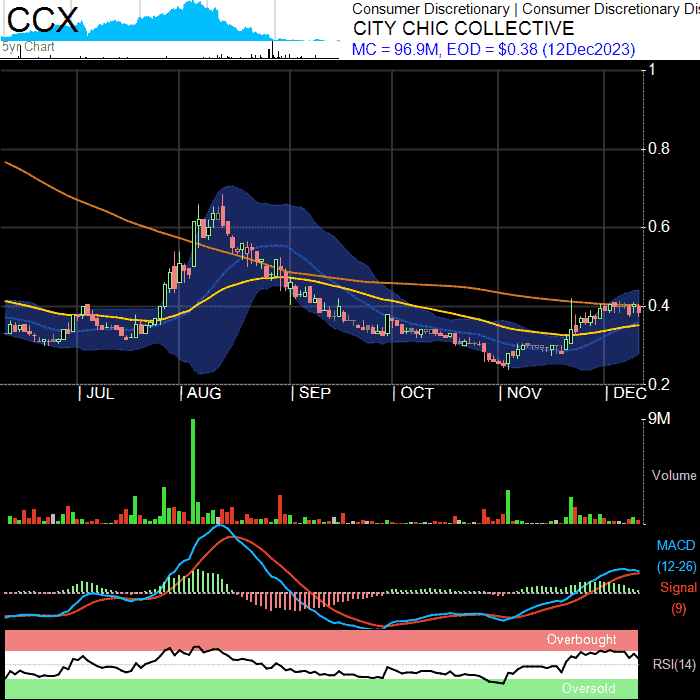 CCX
Consumer Discretionary | Consumer Discretionary Dis
CITY CHIC COLLECTIVE
MC = 96.9M, EOD = $0.38 (12Dec2023)
5yr Chart
1
0.8
0.6
0.4
0.2
| JUL | AUG | SEP | OCT | NOV | DEC
9M
Volume
MACD
(12-26)
Signal
(9)
Overbought
RSI(14)
Oversold